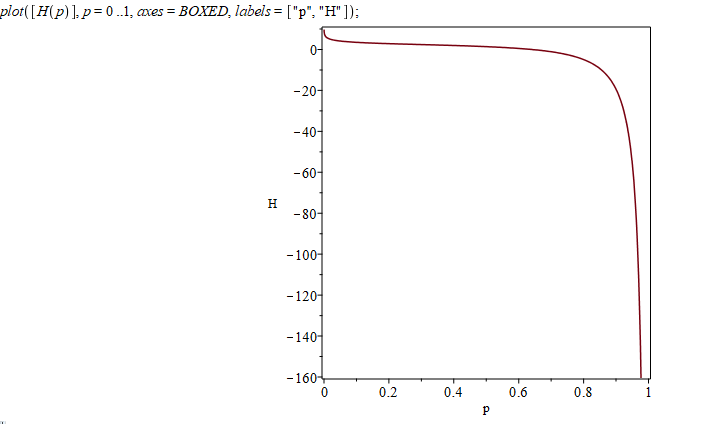 plot([H(p)], p = 0 ..1, axes = BOXED, labels = ["p", "H"]);
0
−20
−40
−60
H
−80
−100
−120
−140
−160
0 0.2 0.4 0.6 0.8 1
p